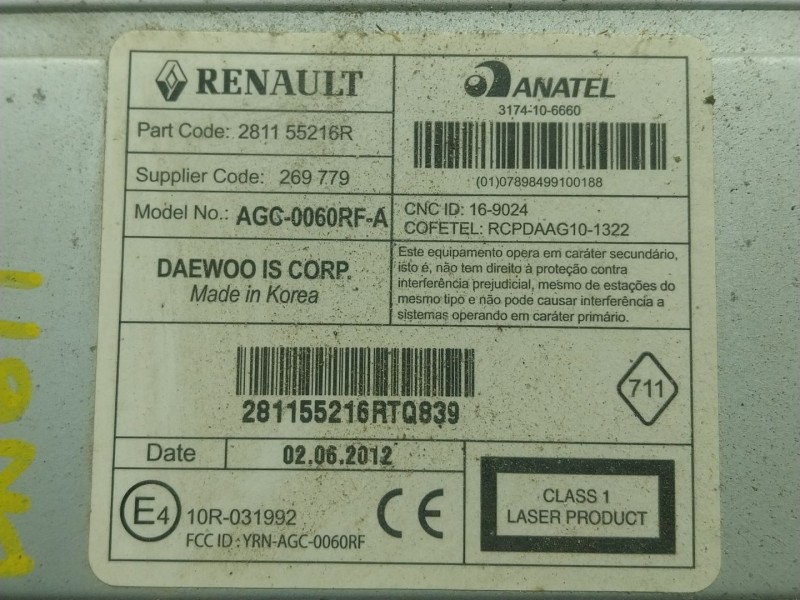 RENAULT
Part Code: 2811 55216R
Supplier Code: 269 779
Model No.: AGC-0060RF-A
DAEWOO IS CORP.
Made in Korea
ANATEL
3174-10-6660
(01)07898499100188
CNC ID: 16-9024
COFETEL: RCPDAAG10-1322
Este equipamento opera em caráter secundário,
isto é, não tem direito à proteção contra
interferência prejudicial, mesmo de estações do
mesmo tipo e não pode causar interferência a
sistemas operando em caráter primário.
281155216RTQ839
711
Date 02.06.2012
E4 10R-031992
FCC ID : YRN-AGC-0060RF
CE
CLASS 1
LASER PRODUCT